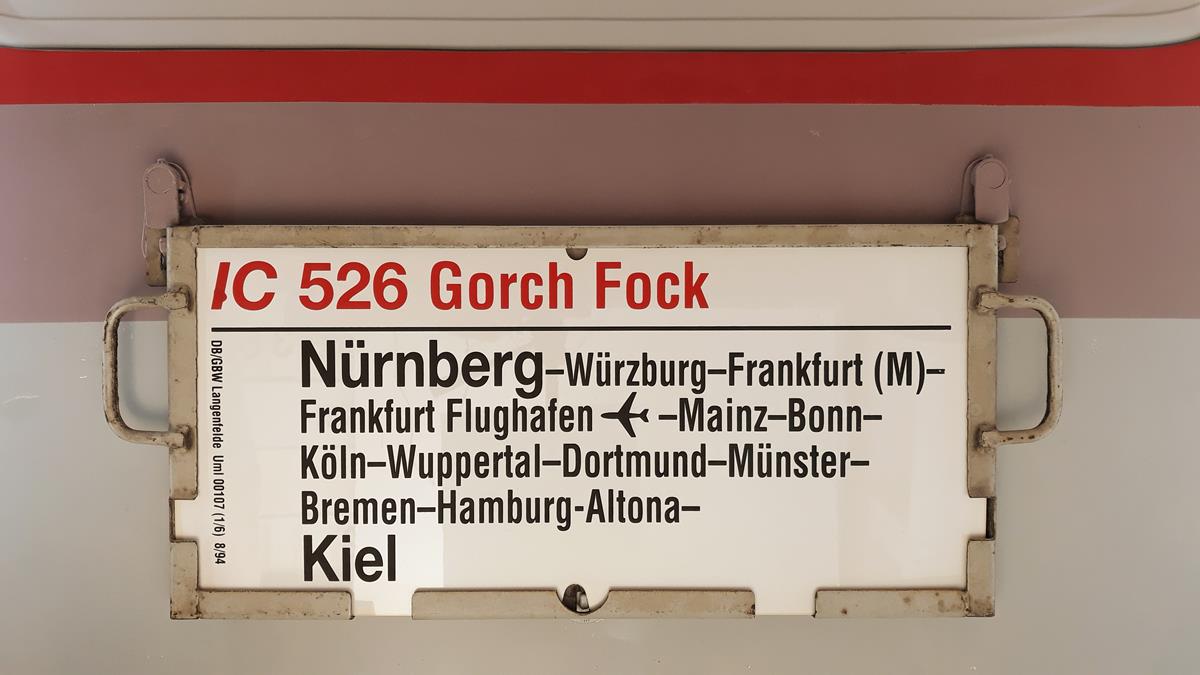 IC 526 Gorch Fock
Nürnberg–Würzburg–Frankfurt (M)–
Frankfurt Flughafen –Mainz–Bonn–
Köln–Wuppertal–Dortmund–Münster–
Bremen–Hamburg-Altona–
Kiel
DB/GBW Langenfelde Uml 00107 (1/6) 8/94